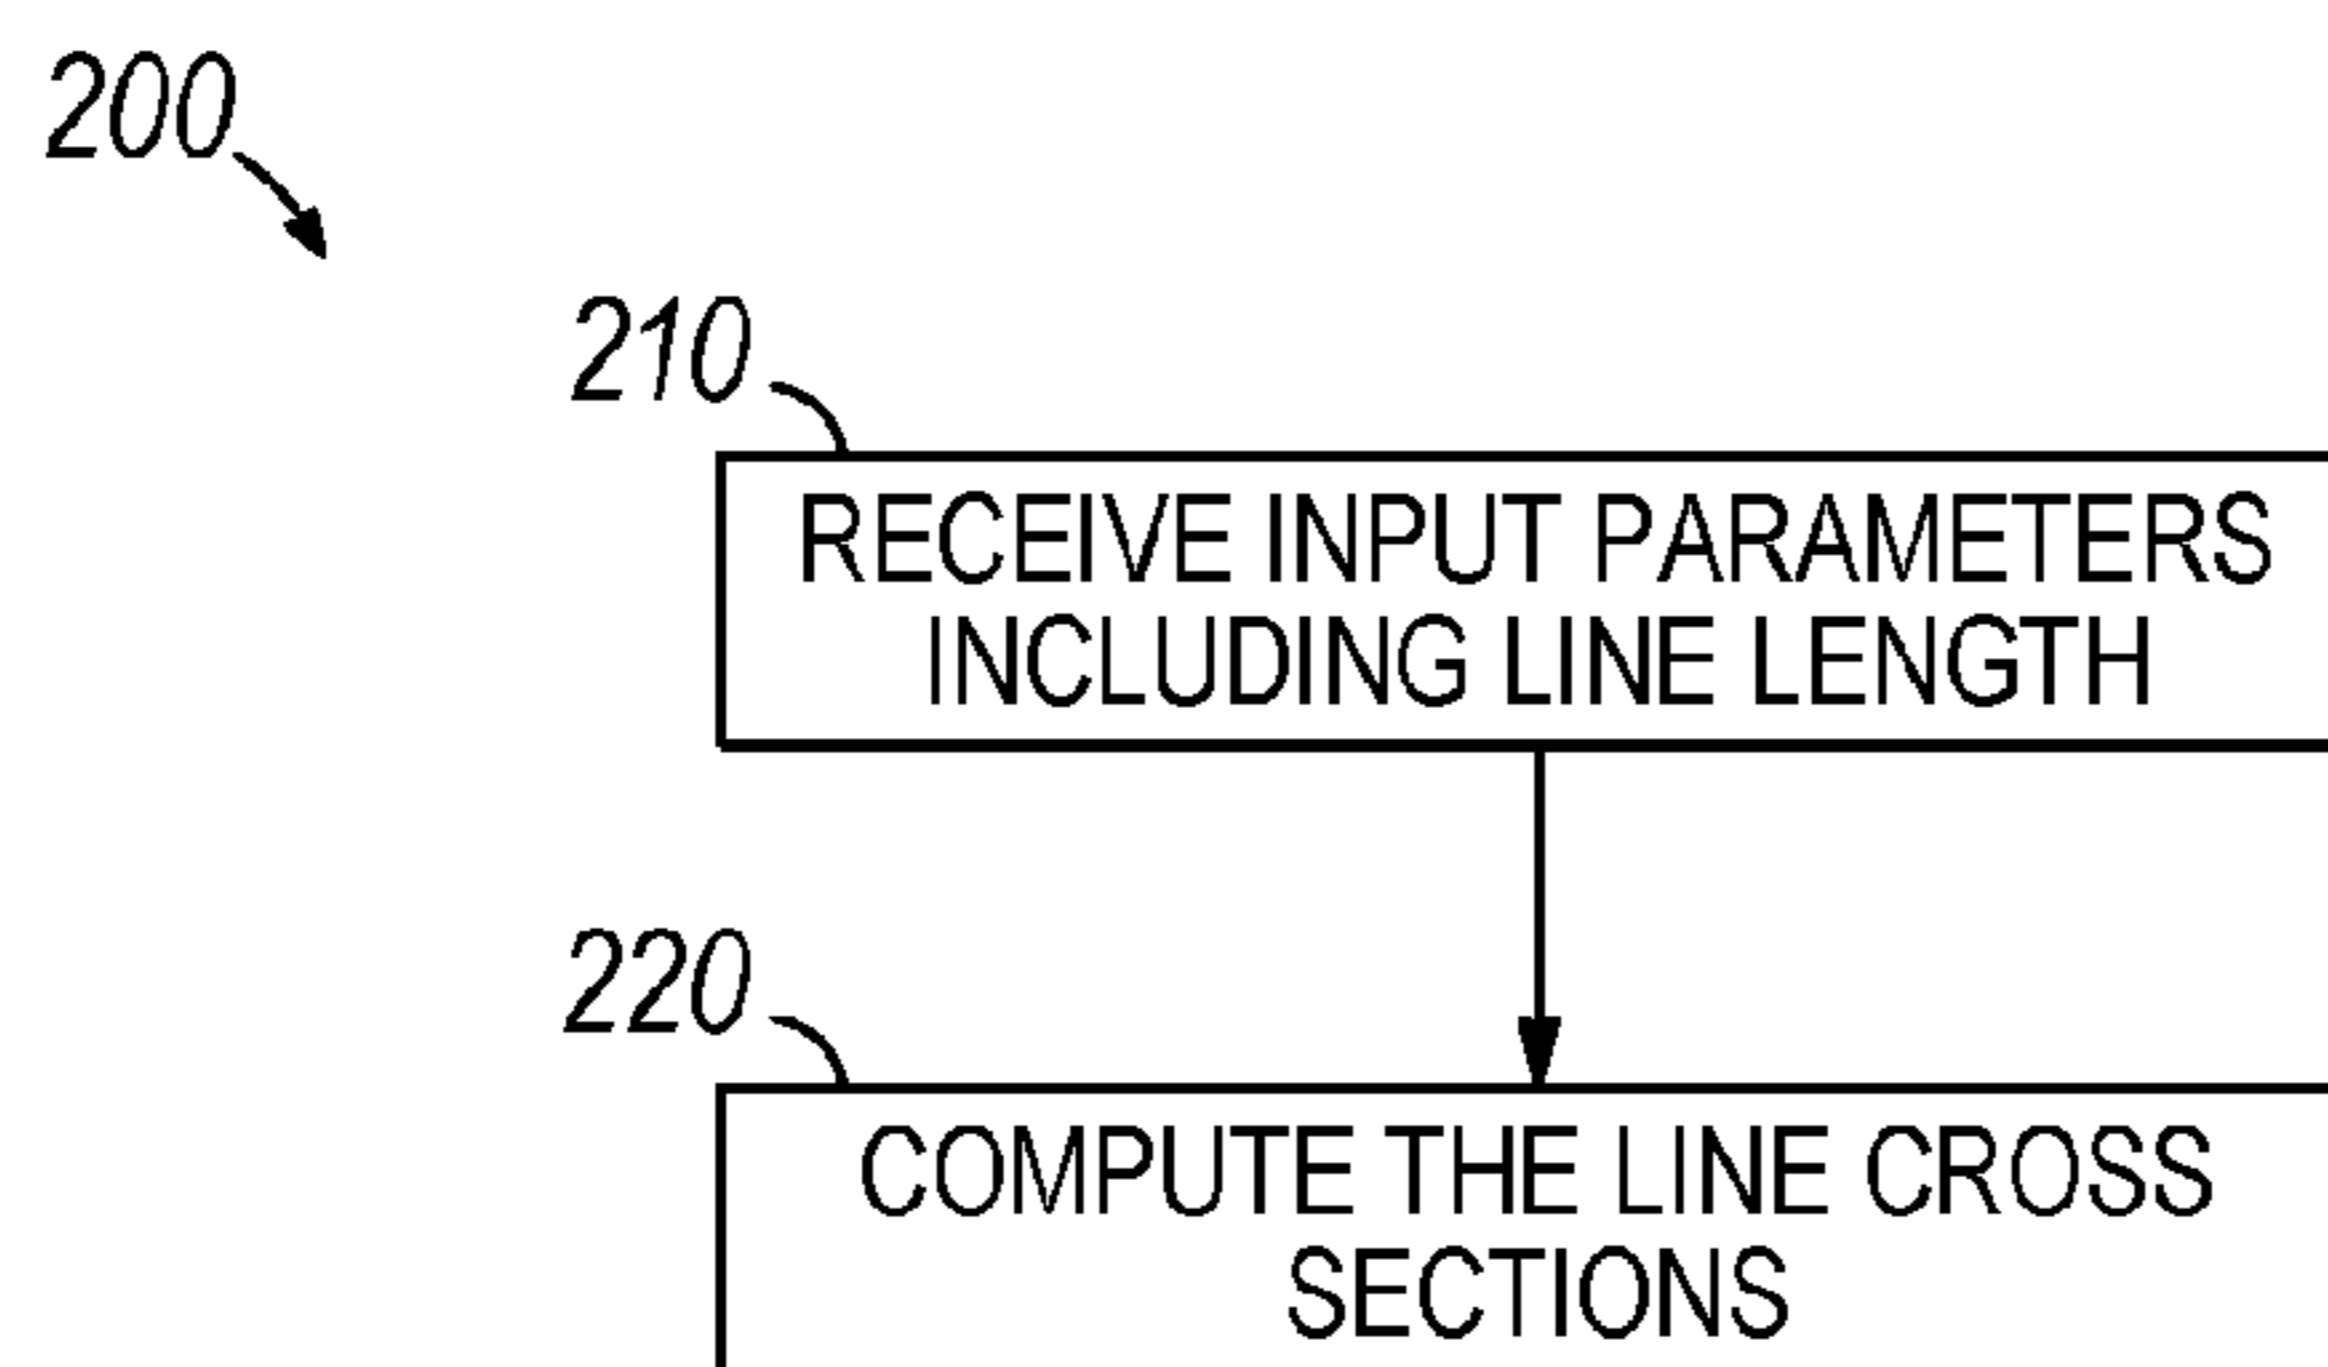 200
210
RECEIVE INPUT PARAMETERS
INCLUDING LINE LENGTH
220
COMPUTE THE LINE CROSS
SECTIONS